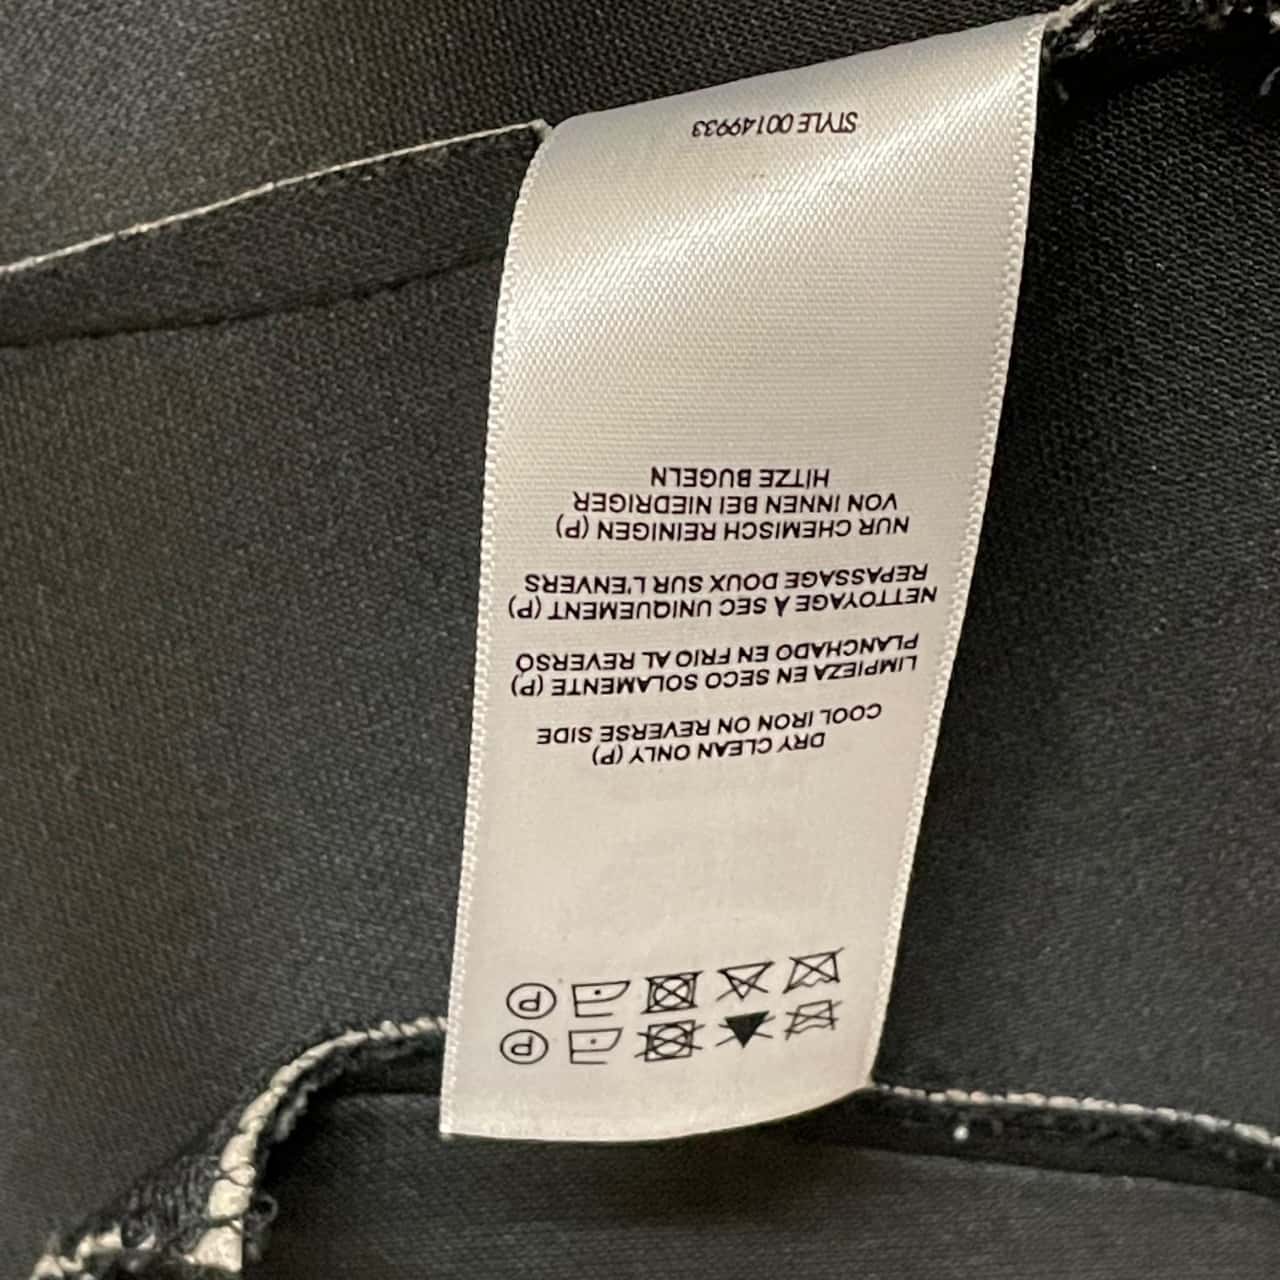 DRY CLEAN ONLY (P)
COOL IRON ON REVERSE SIDE
LIMPIEZA EN SECO SOLAMENTE (P)
PLANCHADO EN FRIO AL REVERSO
NETTOYAGE À SEC UNIQUEMENT (P)
REPASSAGE DOUX SUR L'ENVERS
NUR CHEMISCH REINIGEN (P)
VON INNEN BEI NIEDRIGER
HITZE BUGELN
STYLE 00149933